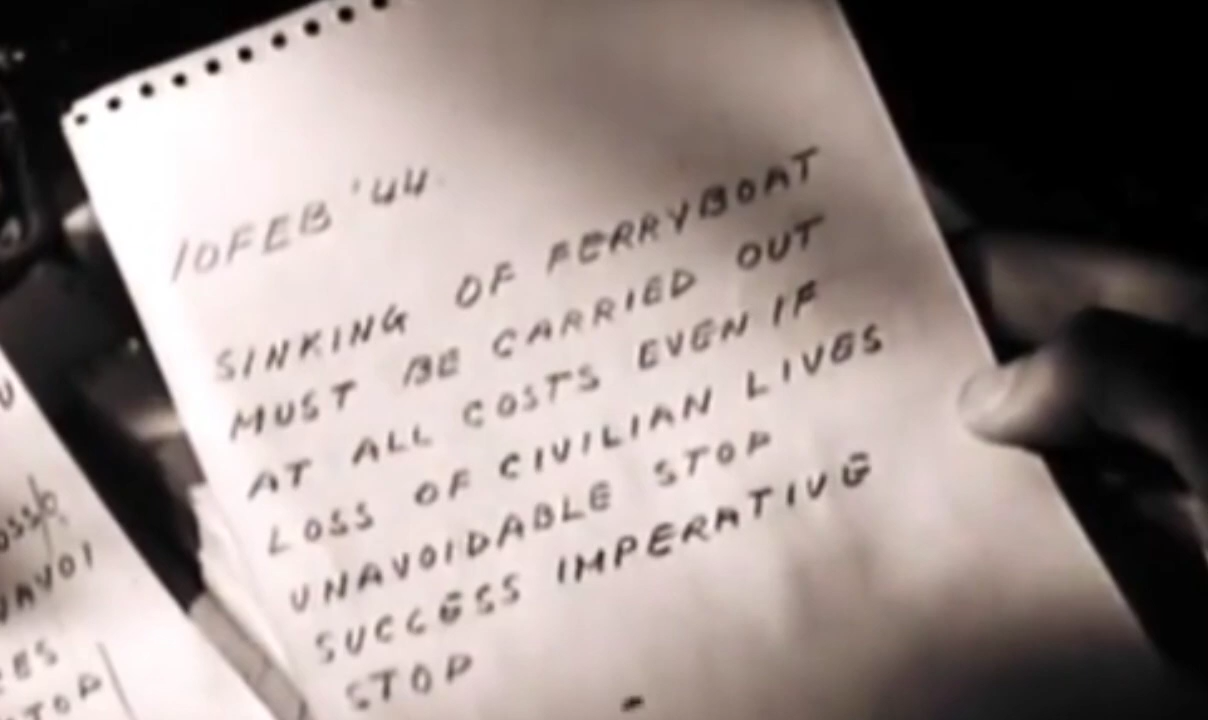 10FEB '44
SINKING OF FERRYBOAT
MUST BE CARRIED OUT
AT ALL COSTS EVEN IF
LOSS OF CIVILIAN LIVES
UNAVOIDABLE STOP
SUCCESS IMPERATIVE
STOP